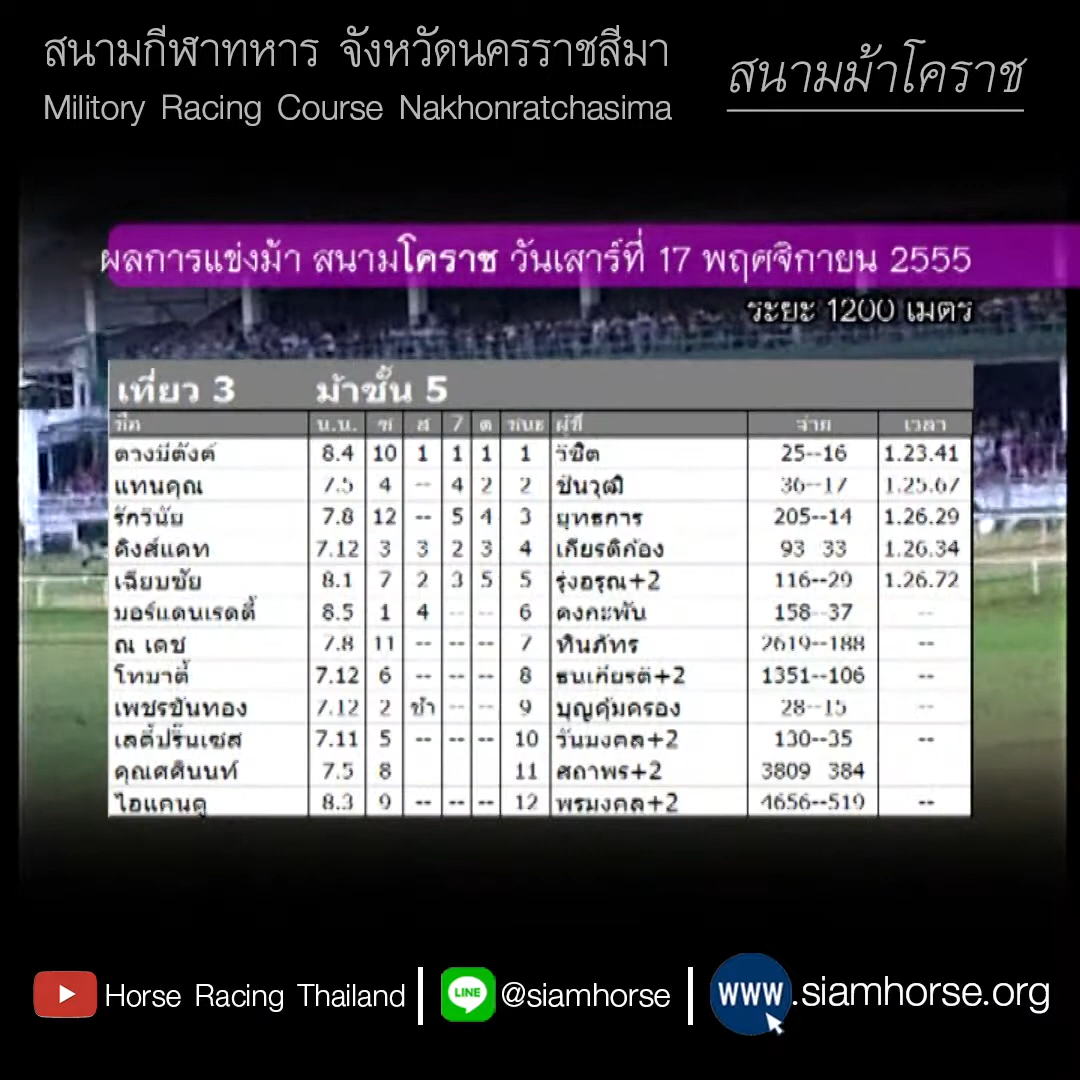 สนามกีฬาทหาร จังหวัดนครราชสีมา
Militory Racing Course Nakhonratchasima
สนามม้าโคราช
ผลการแข่งม้า สนามโคราช วันเสาร์ที่ 17 พฤศจิกายน 2555
ระยะ 1200 เมตร
เที่ยว 3 ม้าชั้น 5
ชื่อ น.น. ซ ส 7 ต ชนะ ผู้ขี่ จ่าย เวลา
ดวงมีตังค์ 8.4 10 1 1 1 1 วิชิต 25--16 1.23.41
แทนคุณ 7.5 4 -- 4 2 2 ชินวุฒิ 36--17 1.25.67
รักวินัย 7.8 12 -- 5 4 3 ยุทธการ 205--14 1.26.29
คิงส์แดท 7.12 3 3 2 3 4 เกียรติก้อง 93 33 1.26.34
เฉียบชัย 8.1 7 2 3 5 5 รุ่งอรุณ+2 116--29 1.26.72
บอร์แดนเรดดี้ 8.5 1 4 -- -- 6 คงกะพัน 158--37 --
ณ เดช 7.8 11 -- -- -- 7 ทินภัทร 2619--188 --
โทมาตี้ 7.12 6 -- -- -- 8 ธนเกียรติ+2 1351--106 --
เพชรขันทอง 7.12 2 ช้ำ -- -- 9 บุญคุ้มครอง 28--15 --
เลดี้ปริ๊นเซส 7.11 5 -- -- -- 10 วันมงคล+2 130--35 --
คุณศศินนท์ 7.5 8 11 สถาพร+2 3809 384
ไฮแคนดู 8.3 9 -- -- -- 12 พรมงคล+2 4656--519 --
Horse Racing Thailand LINE @siamhorse www.siamhorse.org